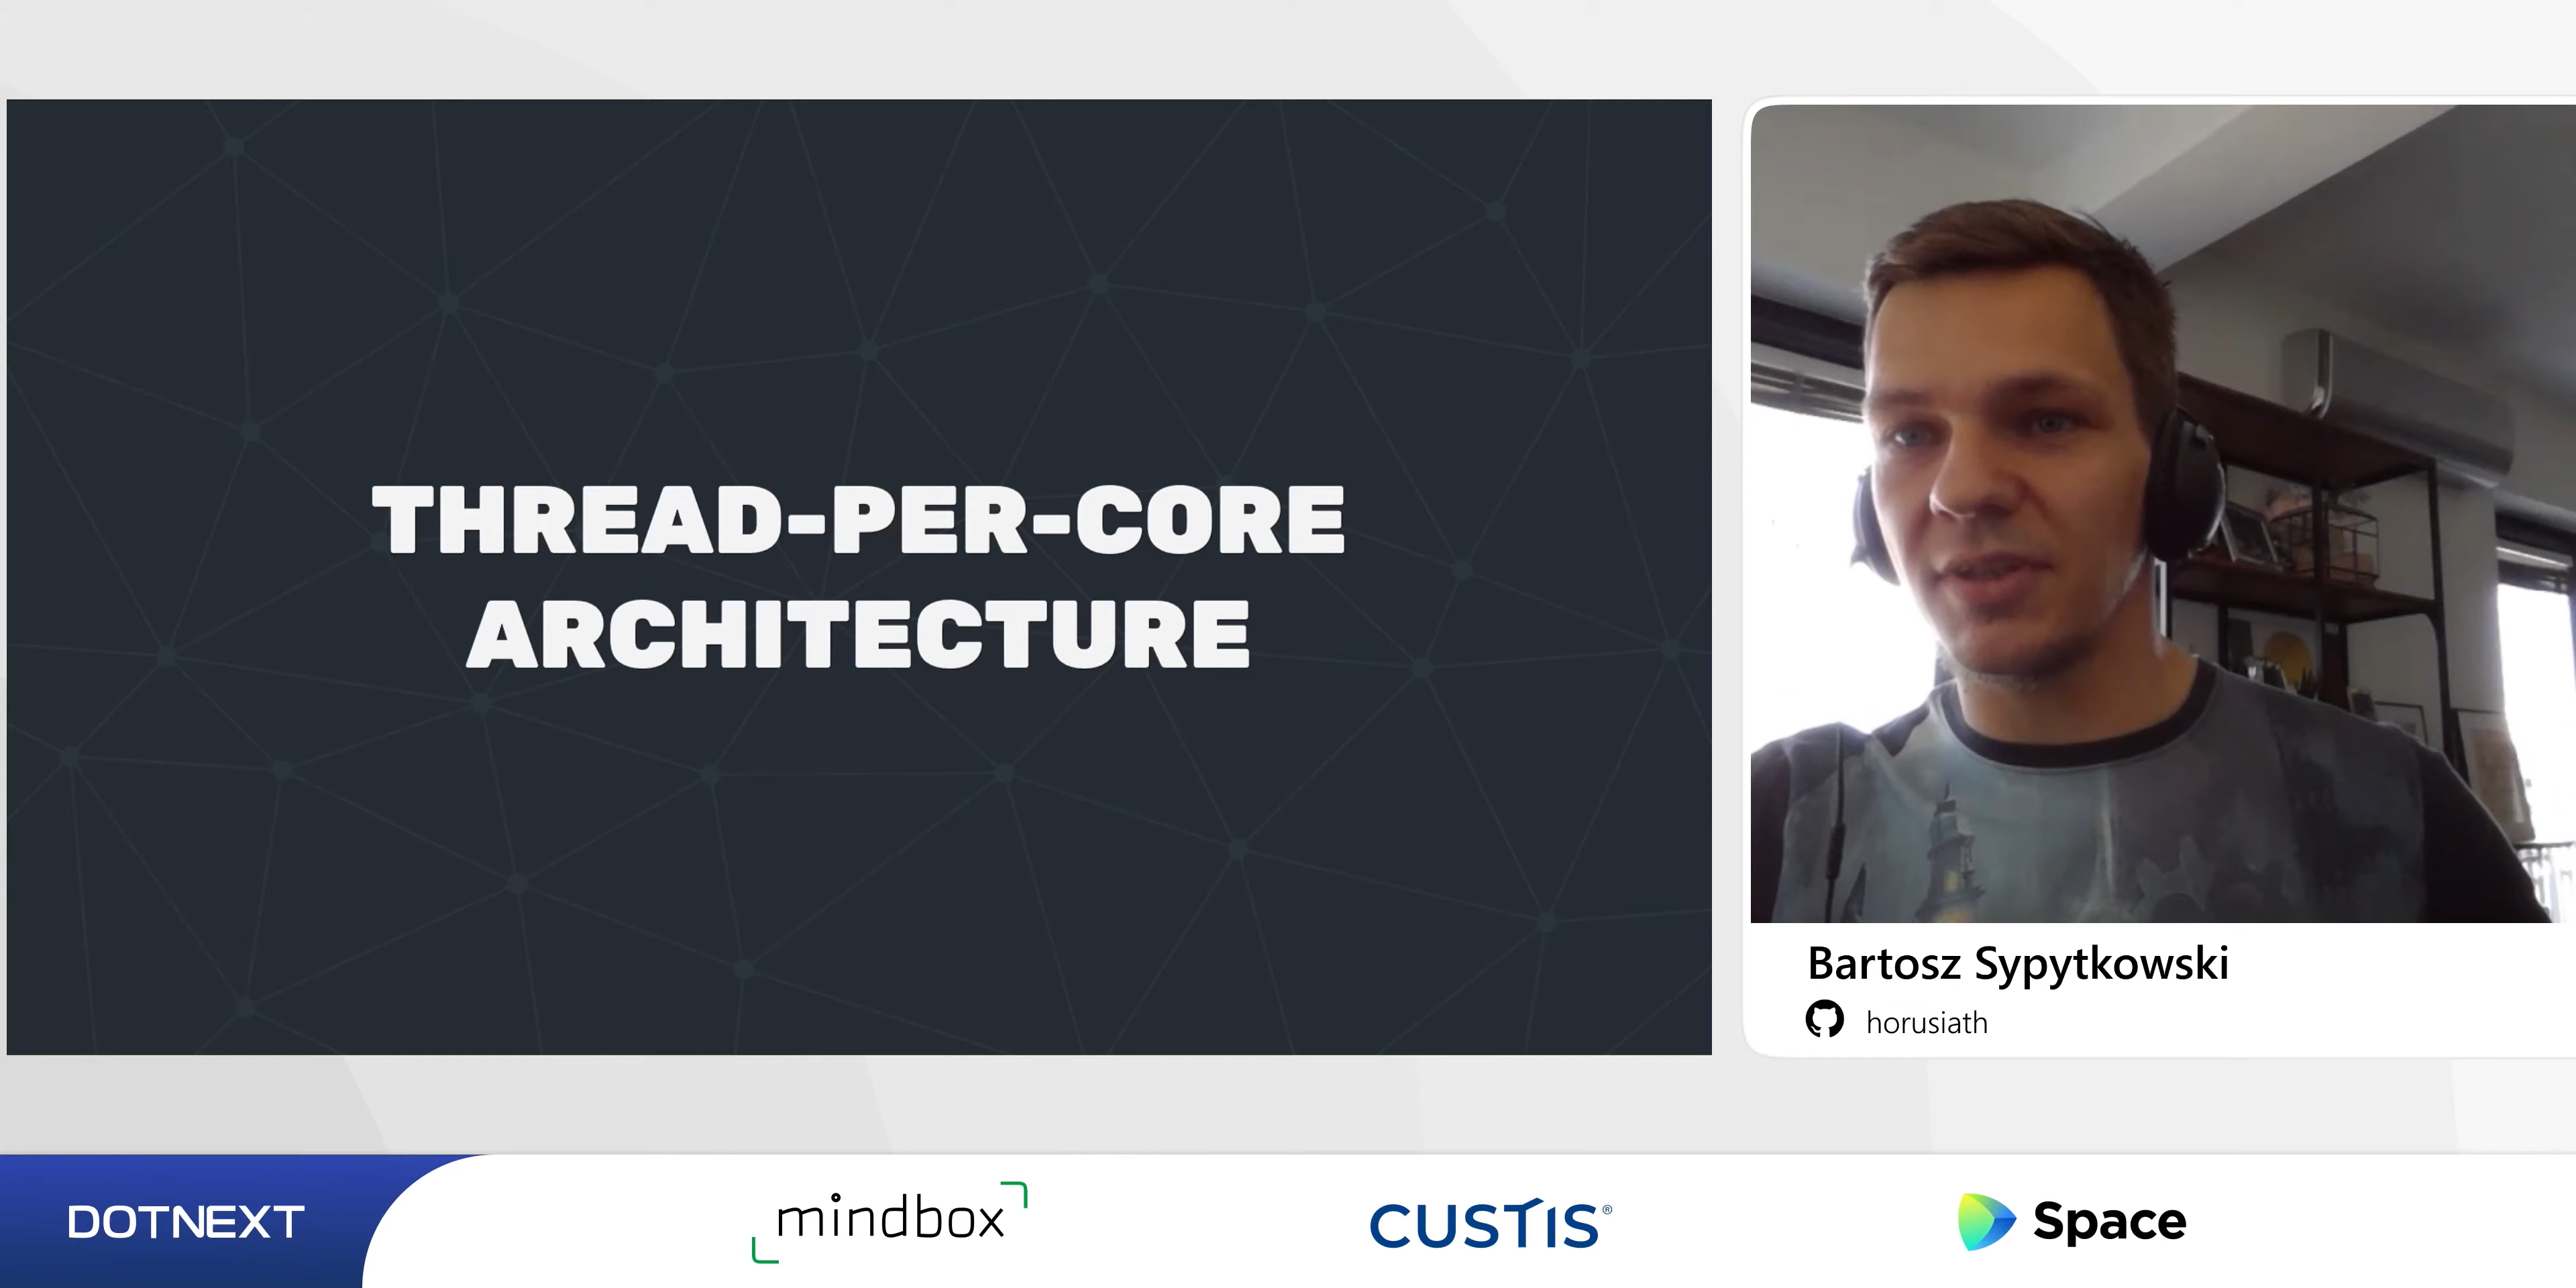 THREAD-PER-CORE
ARCHITECTURE
Bartosz Sypytkowski
horusiath
DOTNEXT
mindbox
CUSTIS®
Space